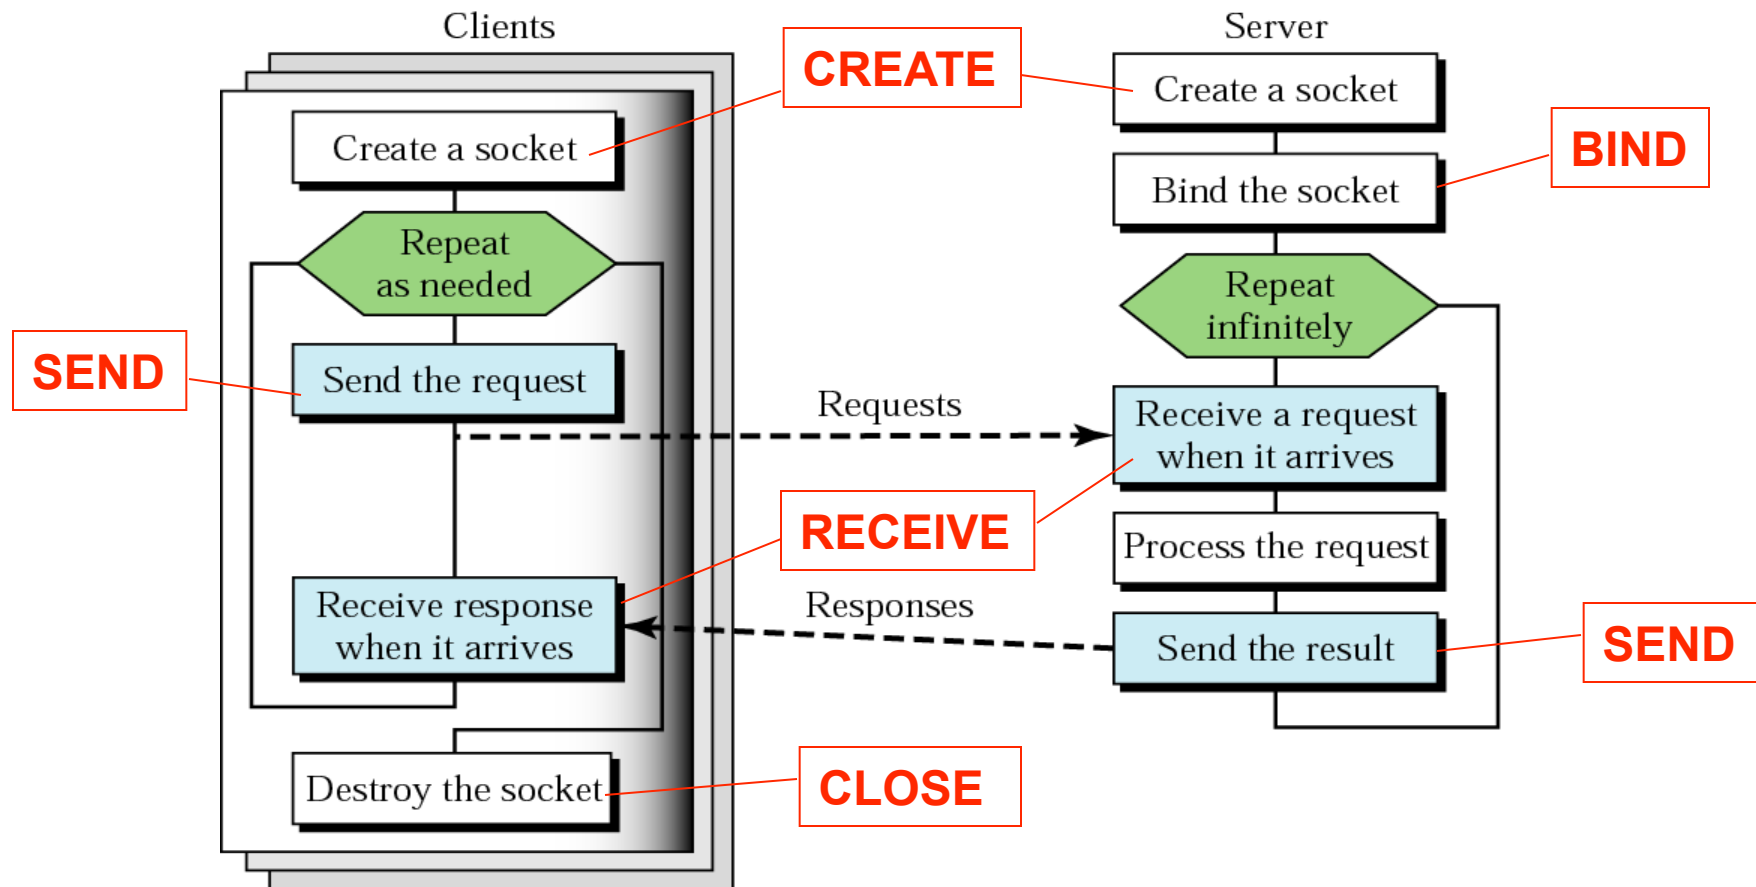 Clients
Server
CREATE
Create a socket
Create a socket
BIND
Bind the socket
Repeat
as needed
Repeat
infinitely
SEND
Send the request
Requests
Receive a request
when it arrives
RECEIVE
Process the request
Receive response
when it arrives
Responses
Send the result
SEND
Destroy the socket
CLOSE